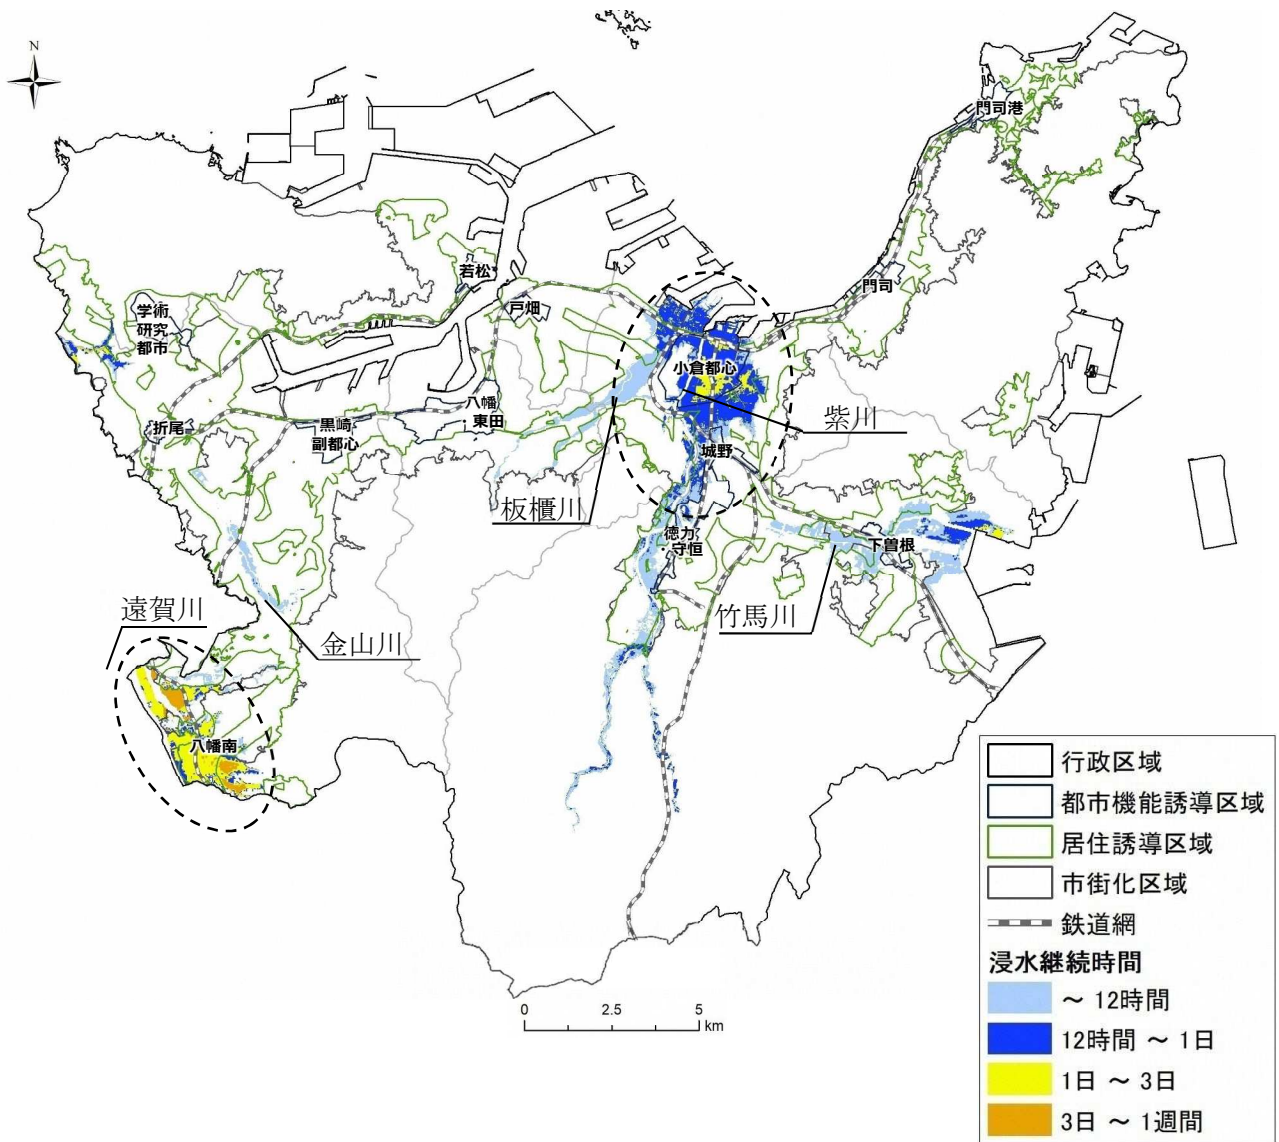 N
門司港
若松
門司
学術
研究
都市
戸畑
小倉都心
八幡
・東田
紫川
折尾
黒崎
副都心
城野
板櫃川
徳力
・守恒
下曽根
遠賀川
金山川
竹馬川
八幡南
行政区域
都市機能誘導区域
居住誘導区域
市街化区域
鉄道網
浸水継続時間
～ 12時間
12時間 ～ 1日
1日 ～ 3日
3日 ～ 1週間
0 2.5 5
km